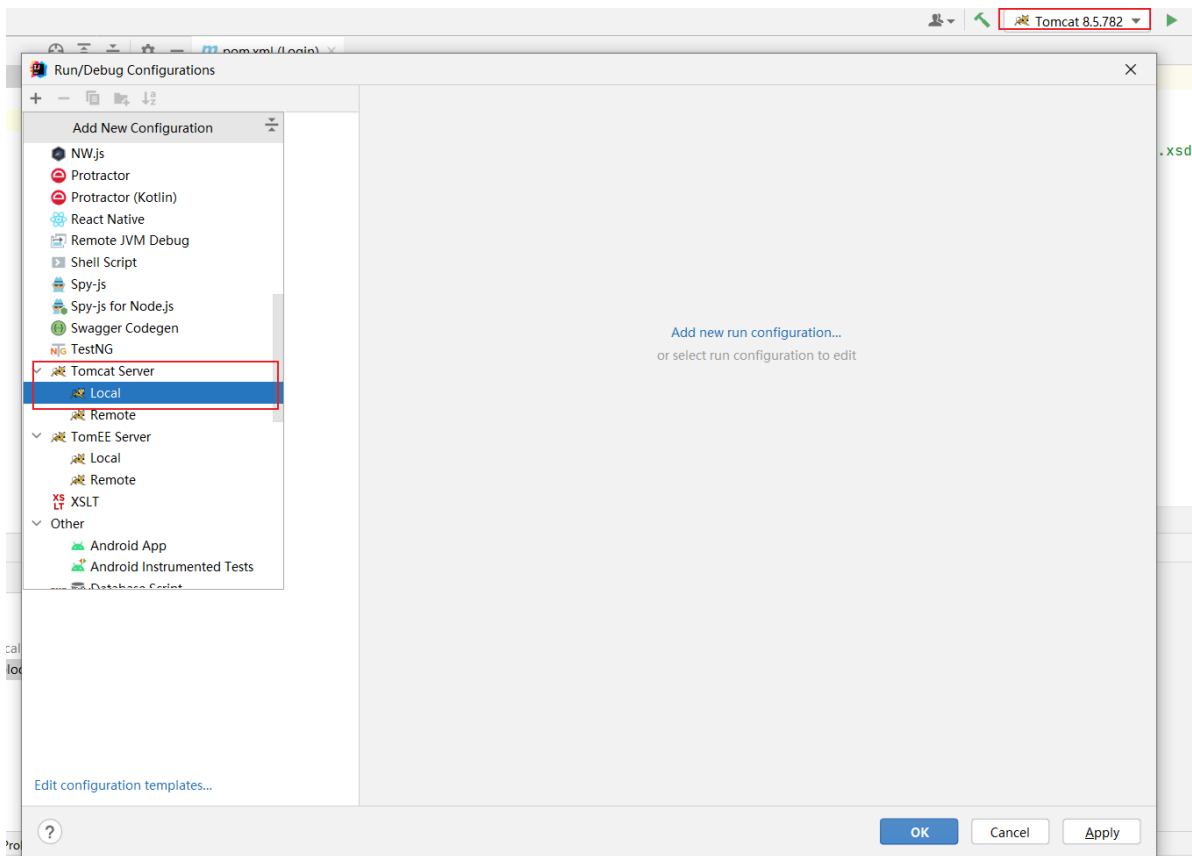 Tomcat 8.5.782
pom.xml (Login)
Run/Debug Configurations
Add New Configuration
NW.js
Protractor
Protractor (Kotlin)
React Native
Remote JVM Debug
Shell Script
Spy-js
Spy-js for Node.js
Swagger Codegen
TestNG
Tomcat Server
Local
Remote
TomEE Server
Local
Remote
XSLT
Other
Android App
Android Instrumented Tests
Database Script
.xsd
Add new run configuration...
or select run configuration to edit
Edit configuration templates...
?
OK
Cancel
Apply